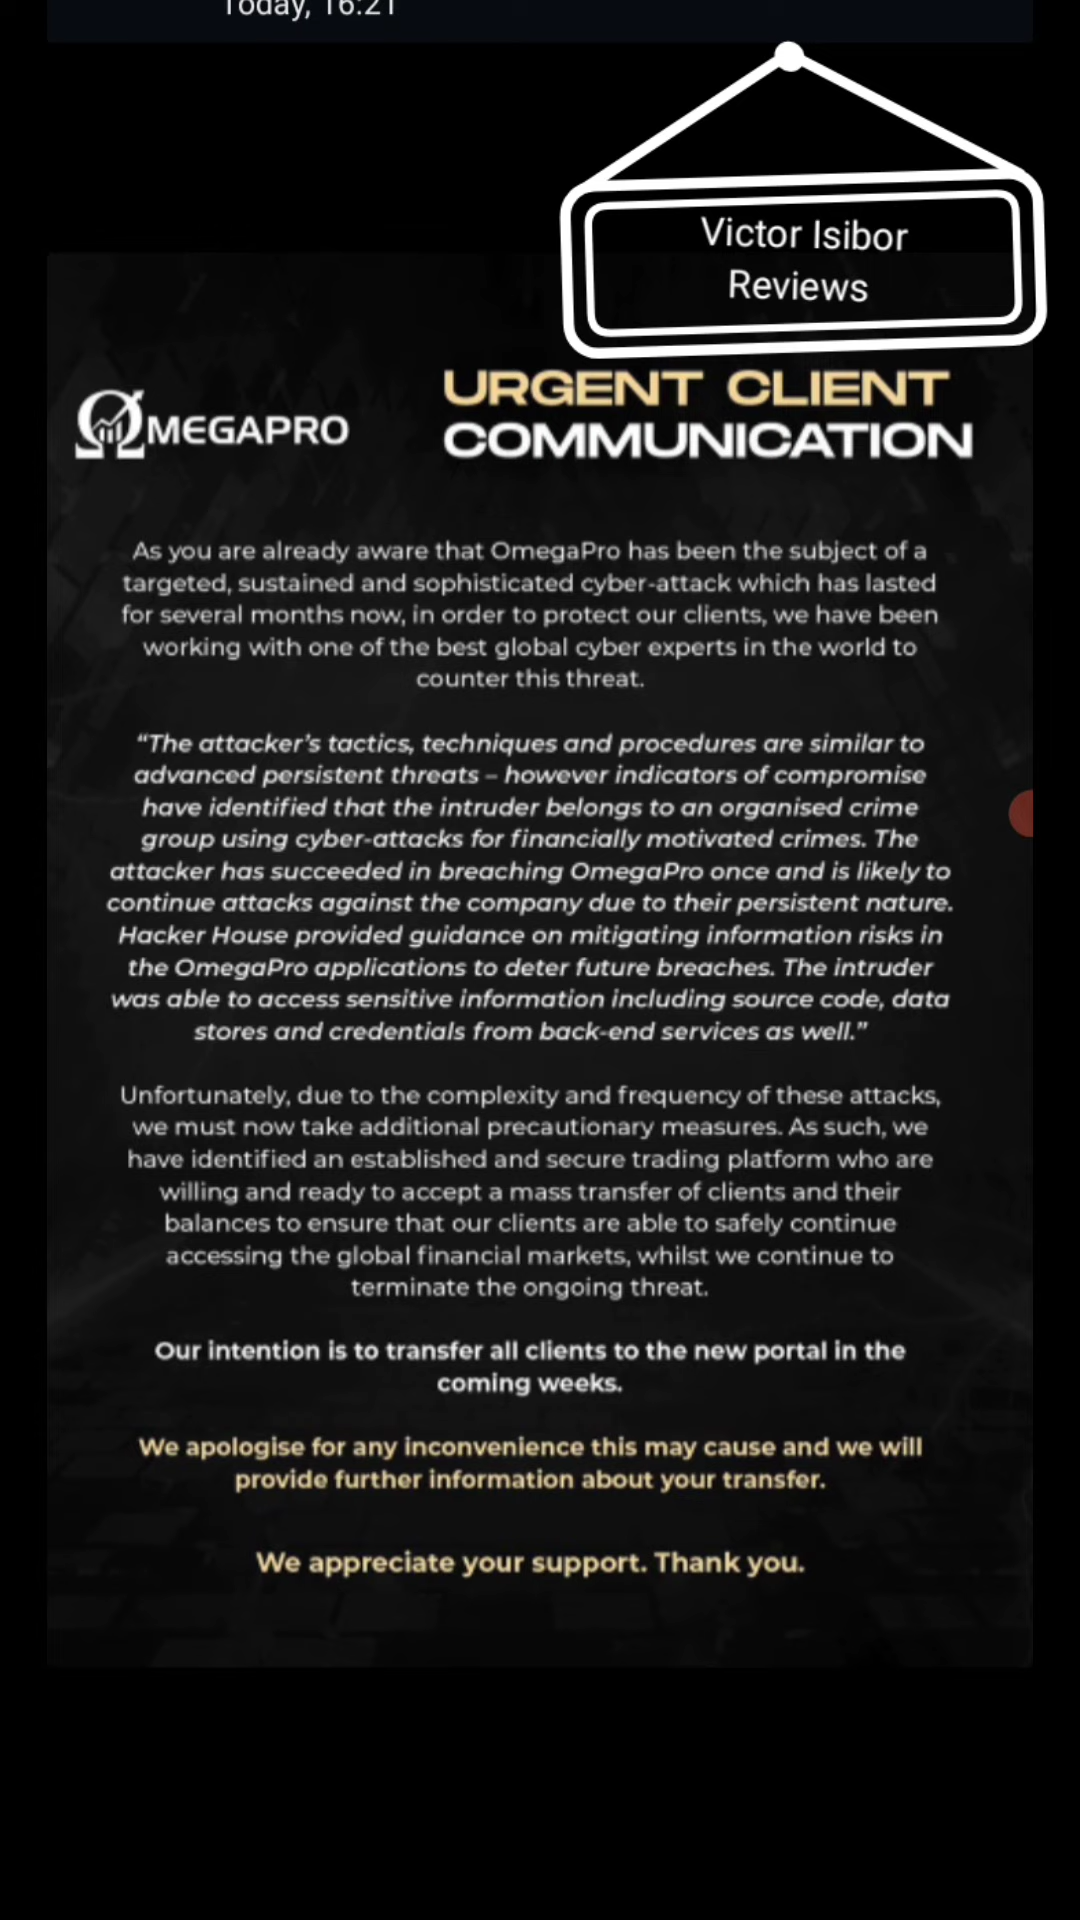 Today, 16:21
Victor Isibor
Reviews
ΩMEGAPRO
URGENT CLIENT
COMMUNICATION
As you are already aware that OmegaPro has been the subject of a
targeted, sustained and sophisticated cyber-attack which has lasted
for several months now, in order to protect our clients, we have been
working with one of the best global cyber experts in the world to
counter this threat.
“The attacker’s tactics, techniques and procedures are similar to
advanced persistent threats – however indicators of compromise
have identified that the intruder belongs to an organised crime
group using cyber-attacks for financially motivated crimes. The
attacker has succeeded in breaching OmegaPro once and is likely to
continue attacks against the company due to their persistent nature.
Hacker House provided guidance on mitigating information risks in
the OmegaPro applications to deter future breaches. The intruder
was able to access sensitive information including source code, data
stores and credentials from back-end services as well.”
Unfortunately, due to the complexity and frequency of these attacks,
we must now take additional precautionary measures. As such, we
have identified an established and secure trading platform who are
willing and ready to accept a mass transfer of clients and their
balances to ensure that our clients are able to safely continue
accessing the global financial markets, whilst we continue to
terminate the ongoing threat.
Our intention is to transfer all clients to the new portal in the
coming weeks.
We apologise for any inconvenience this may cause and we will
provide further information about your transfer.
We appreciate your support. Thank you.